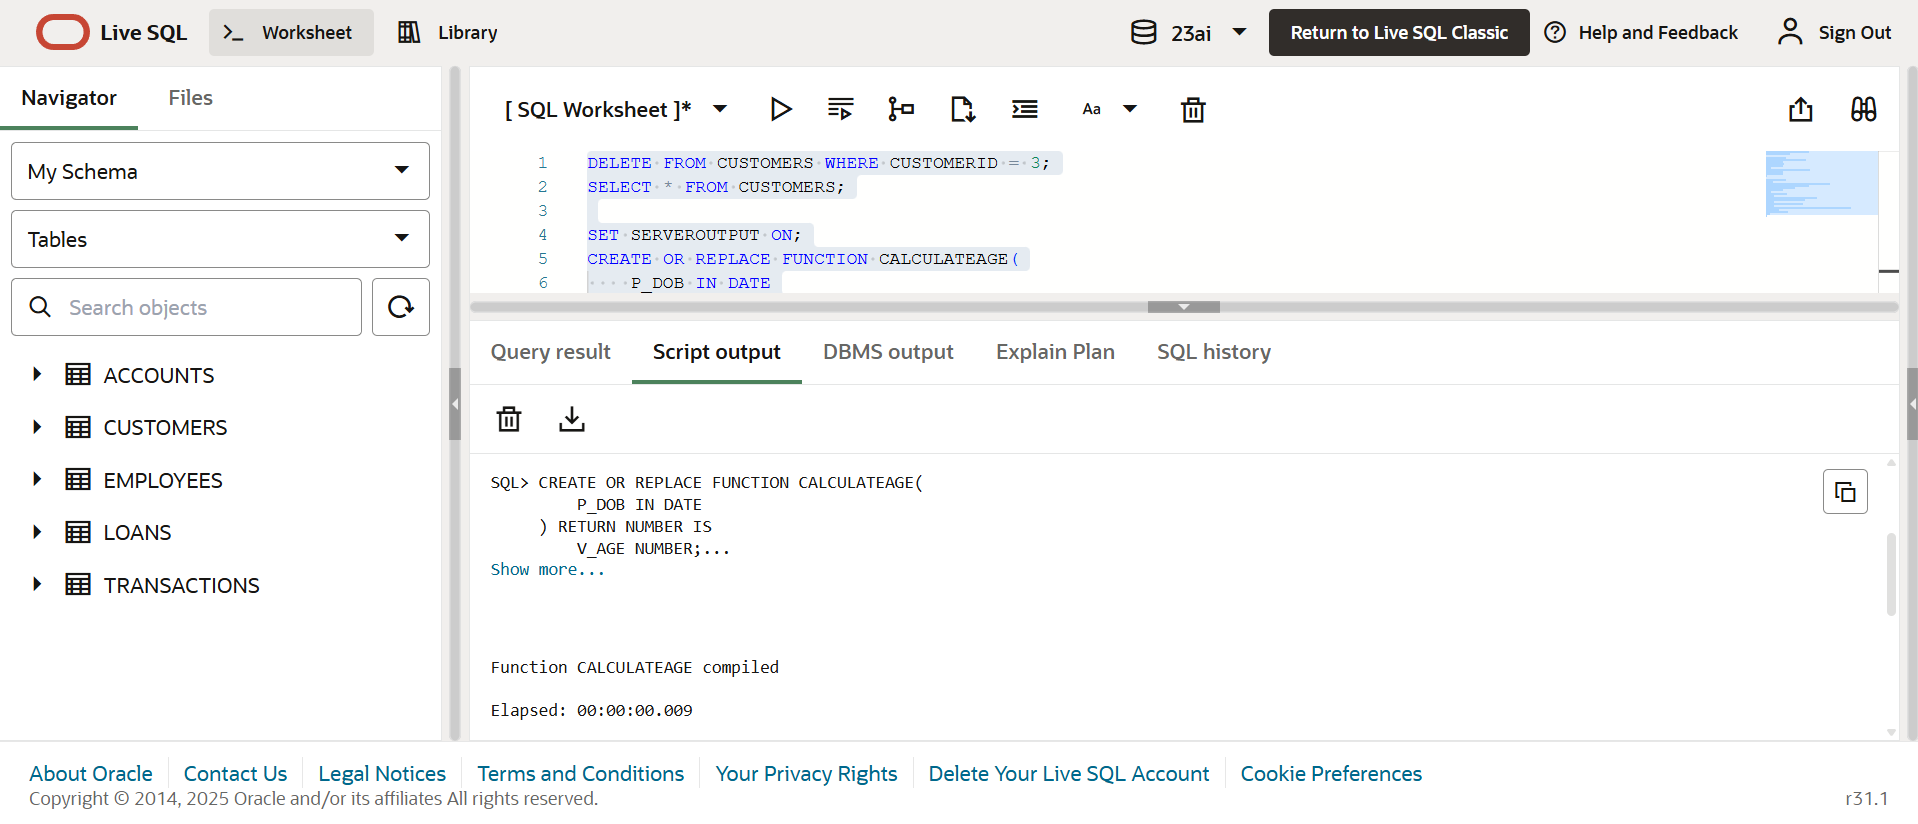 Live SQL
Worksheet
Library
23ai
Return to Live SQL Classic
Help and Feedback
Sign Out
Navigator
Files
My Schema
Tables
Search objects
ACCOUNTS
CUSTOMERS
EMPLOYEES
LOANS
TRANSACTIONS
[ SQL Worksheet ]*
Aa
1 DELETE FROM CUSTOMERS WHERE CUSTOMERID = 3;
2 SELECT * FROM CUSTOMERS;
3
4 SET SERVEROUTPUT ON;
5 CREATE OR REPLACE FUNCTION CALCULATEAGE(
6 P_DOB IN DATE
Query result
Script output
DBMS output
Explain Plan
SQL history
SQL> CREATE OR REPLACE FUNCTION CALCULATEAGE(
P_DOB IN DATE
) RETURN NUMBER IS
V_AGE NUMBER;...
Show more...
Function CALCULATEAGE compiled
Elapsed: 00:00:00.009
About Oracle
Contact Us
Legal Notices
Terms and Conditions
Your Privacy Rights
Delete Your Live SQL Account
Cookie Preferences
Copyright © 2014, 2025 Oracle and/or its affiliates All rights reserved.
r31.1